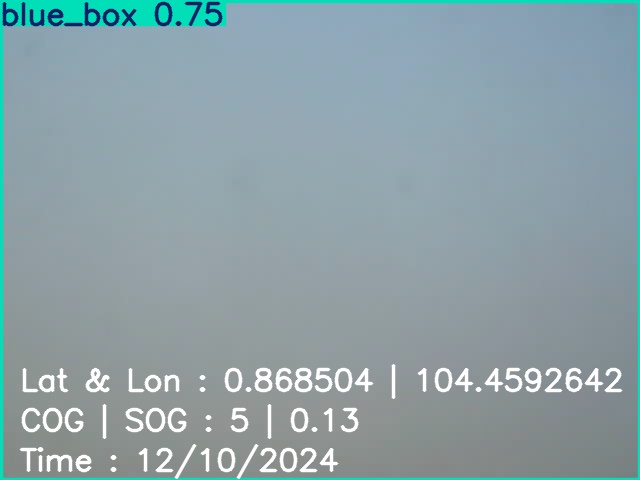 blue_box 0.75
Lat & Lon : 0.868504 | 104.4592642
COG | SOG : 5 | 0.13
Time : 12/10/2024